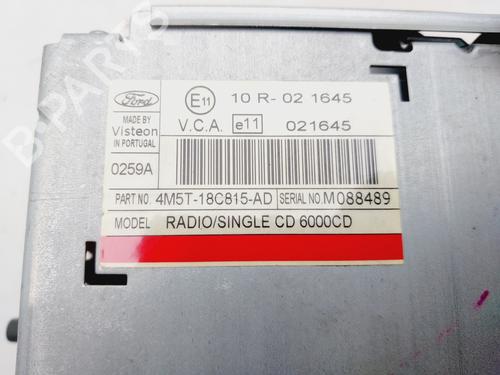 B-PARTS
Ford
E11
10 R- 02 1645
MADE BY
Visteon
IN PORTUGAL
V.C.A.
e11
021645
0259A
PART NO. 4M5T-18C815-AD SERIAL NO. M088489
MODEL RADIO/SINGLE CD 6000CD